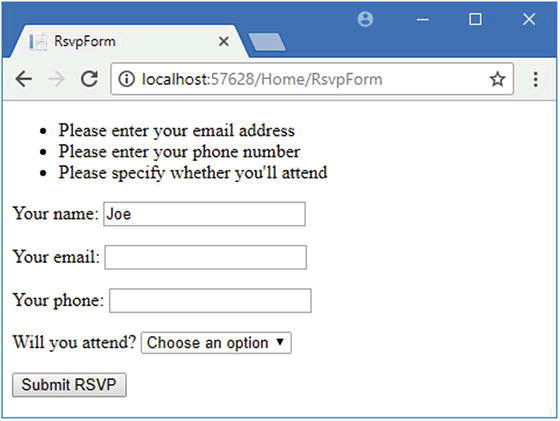 RsvpForm
localhost:57628/Home/RsvpForm
Please enter your email address
Please enter your phone number
Please specify whether you'll attend
Your name: Joe
Your email:
Your phone:
Will you attend? Choose an option
Submit RSVP